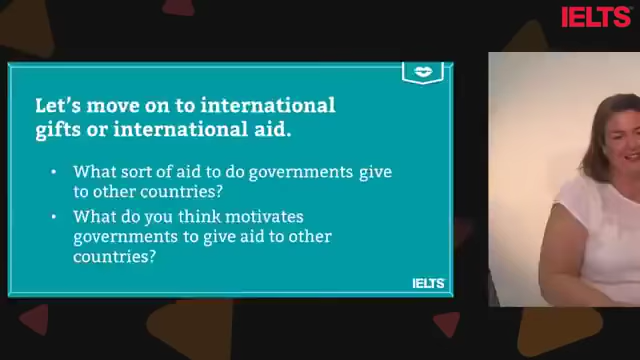 IELTS
Let's move on to international
gifts or international aid.
• What sort of aid to do governments give
to other countries?
• What do you think motivates
governments to give aid to other
countries?
IELTS